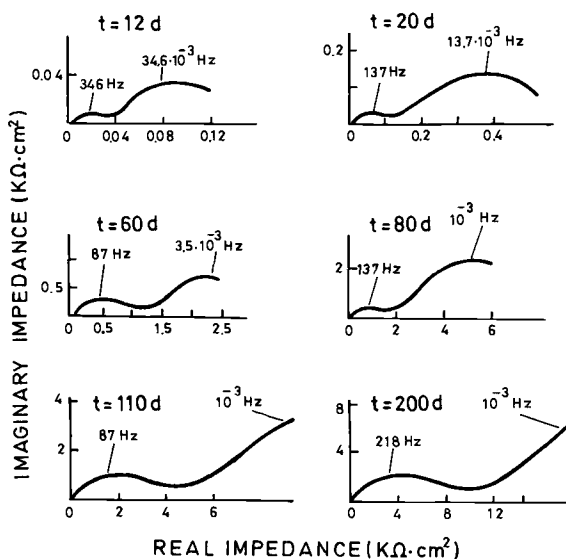 t = 12 d
34,6·10⁻³ Hz
346 Hz
0,04
0
0,04
0,08
0,12
t = 20 d
13,7·10⁻³ Hz
137 Hz
0.2
0
0.2
0.4
t = 60 d
87 Hz
3,5·10⁻³ Hz
0.5
0
0,5
1,5
2,5
t = 80 d
10⁻³ Hz
137 Hz
2
0
2
4
6
t = 110 d
10⁻³ Hz
87 Hz
4
2
0
2
4
6
t = 200 d
10⁻³ Hz
218 Hz
8
4
0
4
8
12
IMAGINARY IMPEDANCE (KΩ·cm²)
REAL IMPEDANCE (KΩ·cm²)